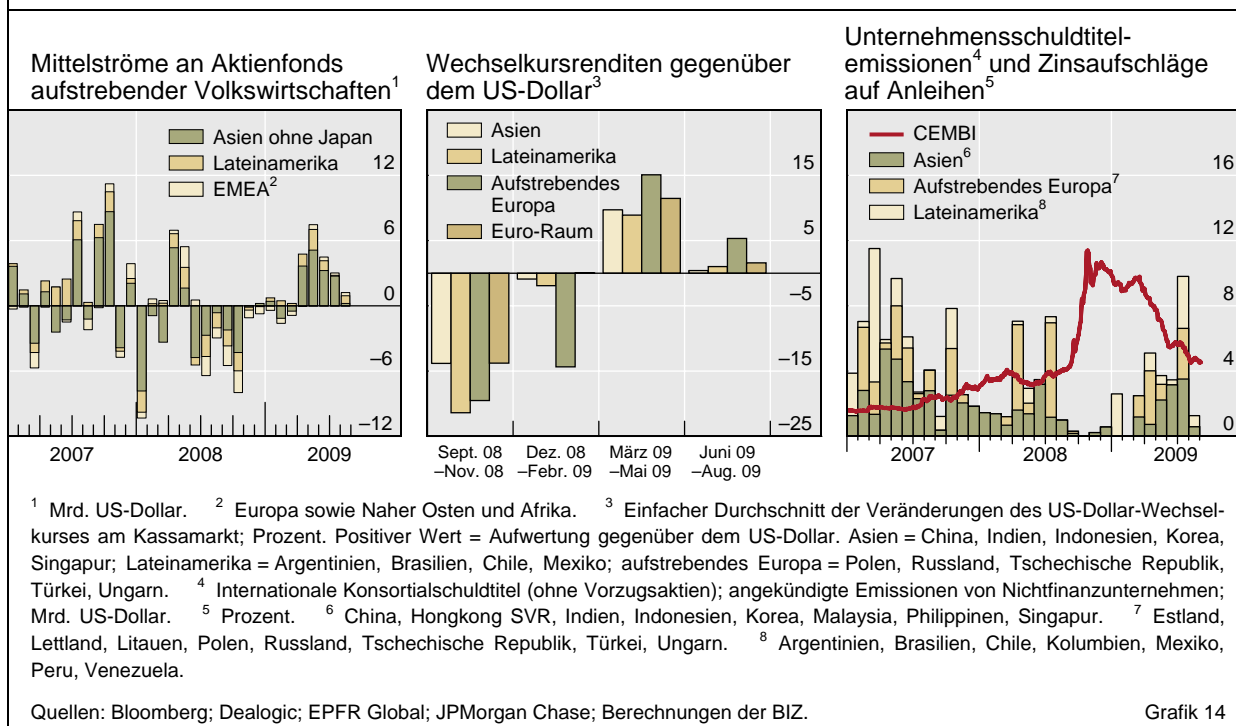 Mittelströme an Aktienfonds
aufstrebender Volkswirtschaften1
Asien ohne Japan
Lateinamerika
EMEA2
12
6
0
–6
–12
2007
2008
2009
Wechselkursrenditen gegenüber
dem US-Dollar3
Asien
Lateinamerika
Aufstrebendes
Europa
Euro-Raum
15
5
–5
–15
–25
Sept. 08
–Nov. 08
Dez. 08
–Febr. 09
März 09
–Mai 09
Juni 09
–Aug. 09
Unternehmensschuldtitel-
emissionen4 und Zinsaufschläge
auf Anleihen5
CEMBI
Asien6
Aufstrebendes Europa7
Lateinamerika8
16
12
8
4
0
2007
2008
2009
1 Mrd. US-Dollar. 2 Europa sowie Naher Osten und Afrika. 3 Einfacher Durchschnitt der Veränderungen des US-Dollar-Wechsel-
kurses am Kassamarkt; Prozent. Positiver Wert = Aufwertung gegenüber dem US-Dollar. Asien = China, Indien, Indonesien, Korea,
Singapur; Lateinamerika = Argentinien, Brasilien, Chile, Mexiko; aufstrebendes Europa = Polen, Russland, Tschechische Republik,
Türkei, Ungarn. 4 Internationale Konsortialschuldtitel (ohne Vorzugsaktien); angekündigte Emissionen von Nichtfinanzunternehmen;
Mrd. US-Dollar. 5 Prozent. 6 China, Hongkong SVR, Indien, Indonesien, Korea, Malaysia, Philippinen, Singapur. 7 Estland,
Lettland, Litauen, Polen, Russland, Tschechische Republik, Türkei, Ungarn. 8 Argentinien, Brasilien, Chile, Kolumbien, Mexiko,
Peru, Venezuela.
Quellen: Bloomberg; Dealogic; EPFR Global; JPMorgan Chase; Berechnungen der BIZ.
Grafik 14